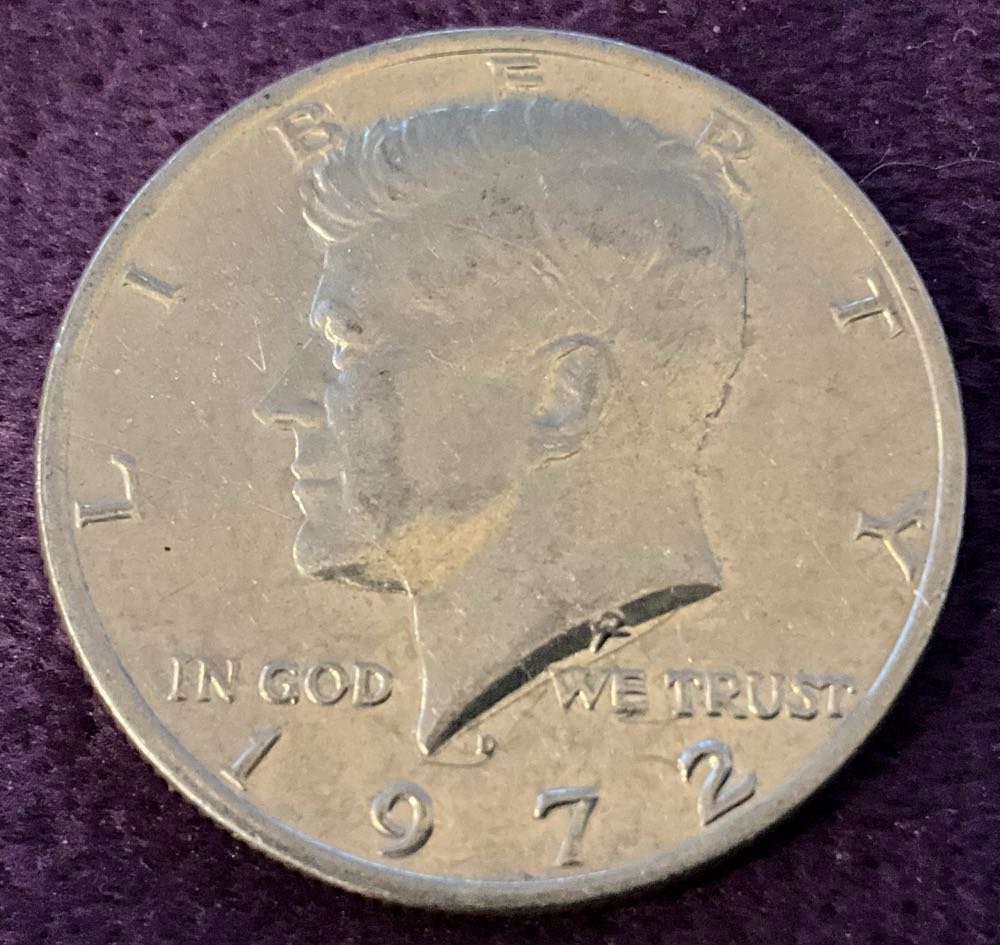 LIBERTY
IN GOD WE TRUST
D
1972